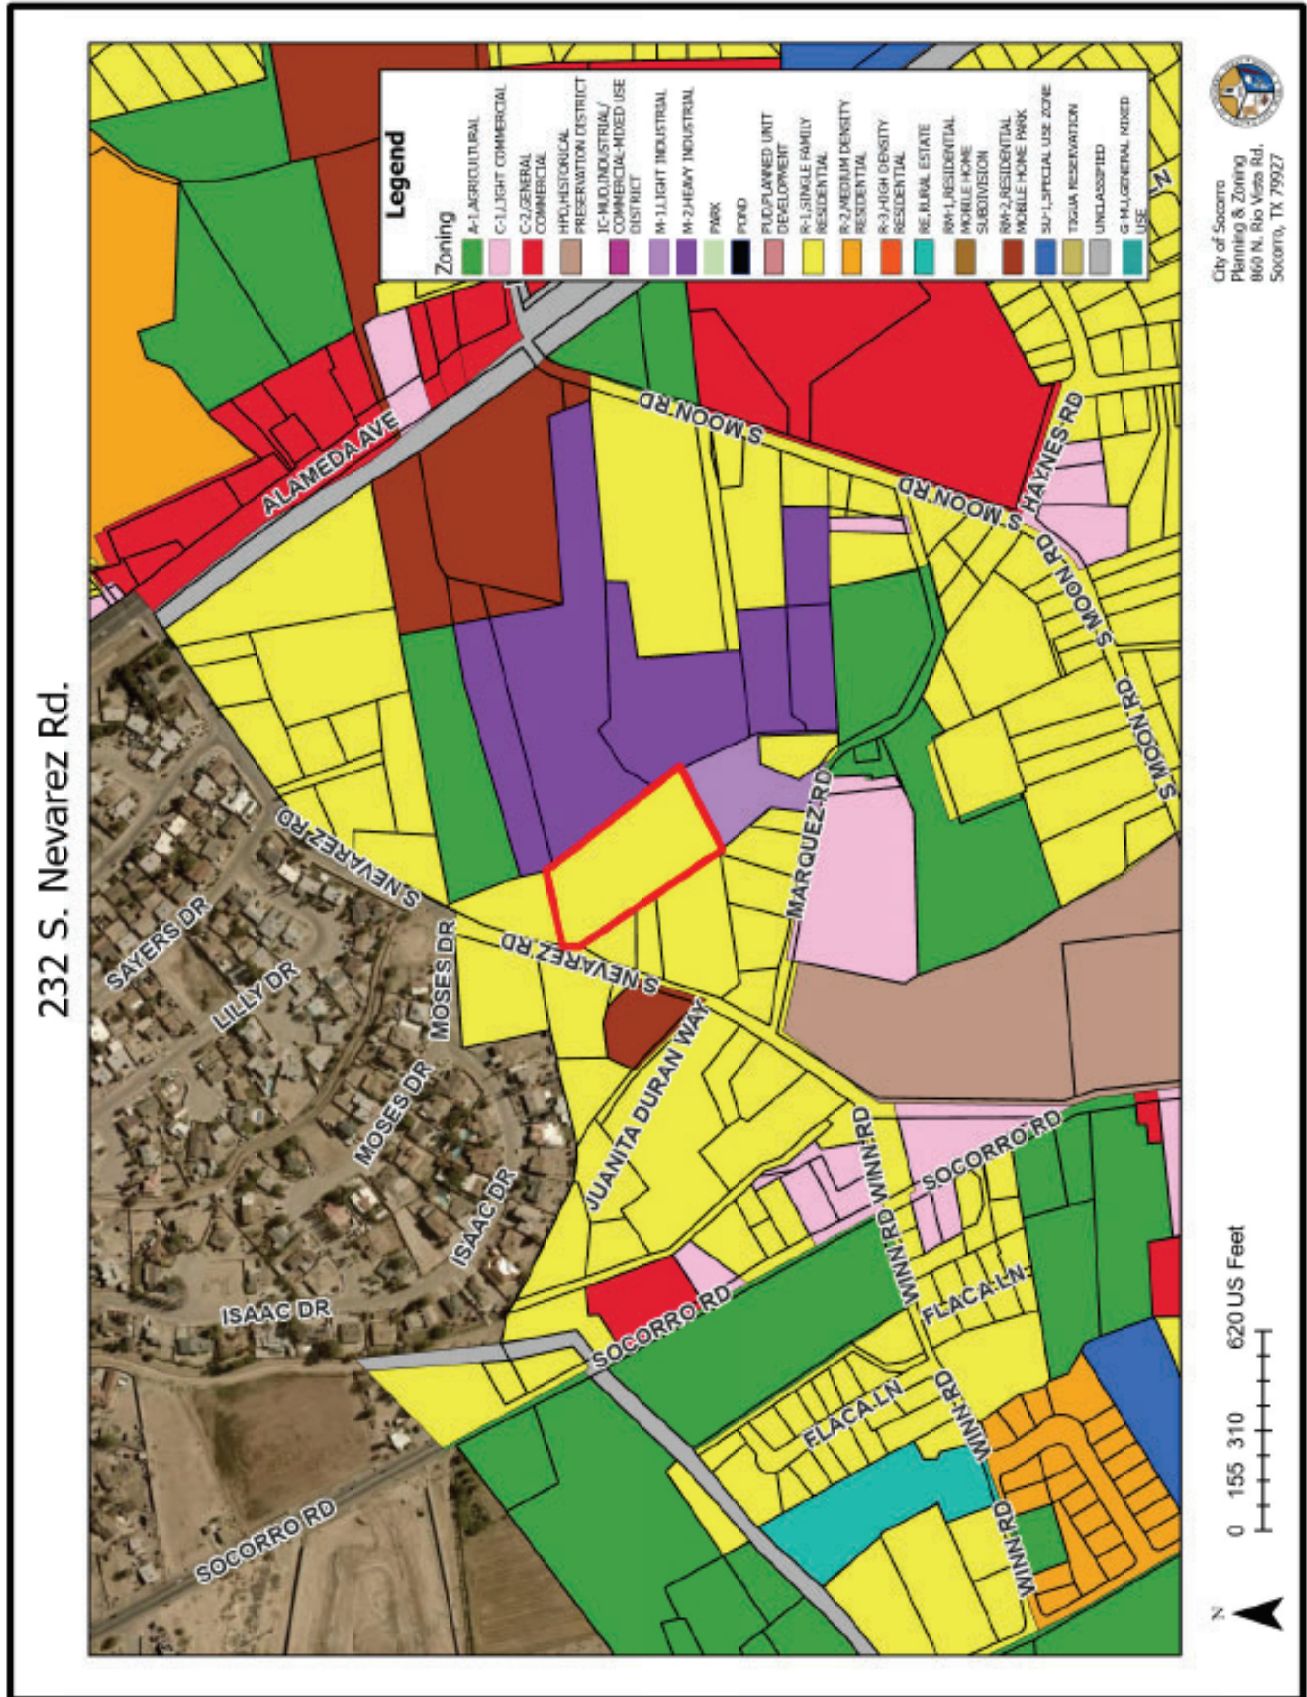 232 S. Nevarez Rd.
Legend
Zoning
A-1,AGRICULTURAL
C-1,LIGHT COMMERCIAL
C-2,GENERAL
COMMERCIAL
HPD,HISTORICAL
PRESERVATION DISTRICT
IC-MUD,INDUSTRIAL/
COMMERCIAL-MIXED USE
DISTRICT
M-1,LIGHT INDUSTRIAL
M-2,HEAVY INDUSTRIAL
PARK
POND
PUD,PLANNED UNIT
DEVELOPMENT
R-1,SINGLE FAMILY
RESIDENTIAL
R-2,MEDIUM DENSITY
RESIDENTIAL
R-3,HIGH DENSITY
RESIDENTIAL
RE,RURAL ESTATE
RM-1,RESIDENTIAL
MOBILE HOME
SUBDIVISION
RM-2,RESIDENTIAL
MOBILE HOME PARK
SU-1,SPECIAL USE ZONE
TIGUA RESERVATION
UNCLASSIFIED
G-MU,GENERAL MIXED
USE
ALAMEDA AVE
SAYERS DR
LILLY DR
S NEVAREZ RD
MOSES DR
S NEVAREZ RD
MOSES DR
ISAAC DR
ISAAC DR
SOCORRO RD
JUANITA DURAN WAY
S MOON RD
S MOON RD
HAYNES RD
S MOON RD
S MOON RD
S MOON RD
MARQUEZ RD
WINN RD
WINN RD
WINN RD
SOCORRO RD
SOCORRO RD
FLACA LN
FLACA LN
WINN RD
WINN RD
N
0 155 310 620 US Feet
City of Socorro
Planning & Zoning
860 N. Rio Vista Rd.
Socorro, TX 79927